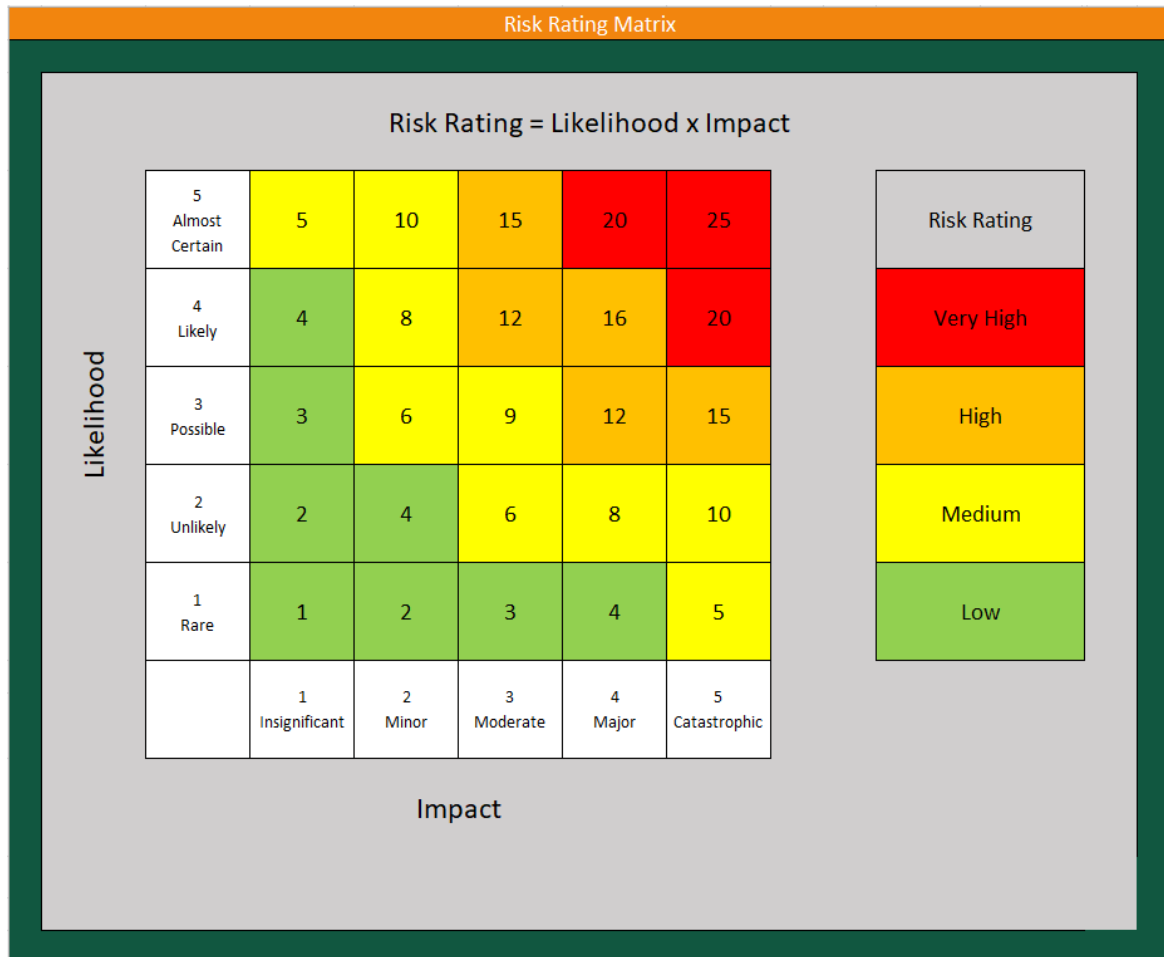 Risk Rating Matrix
Risk Rating = Likelihood x Impact
5
Almost
Certain
5 10 15 20 25
Risk Rating
4
Likely
4 8 12 16 20
Very High
Likelihood
3
Possible
3 6 9 12 15
High
2
Unlikely
2 4 6 8 10
Medium
1
Rare
1 2 3 4 5
Low
1
Insignificant
2
Minor
3
Moderate
4
Major
5
Catastrophic
Impact